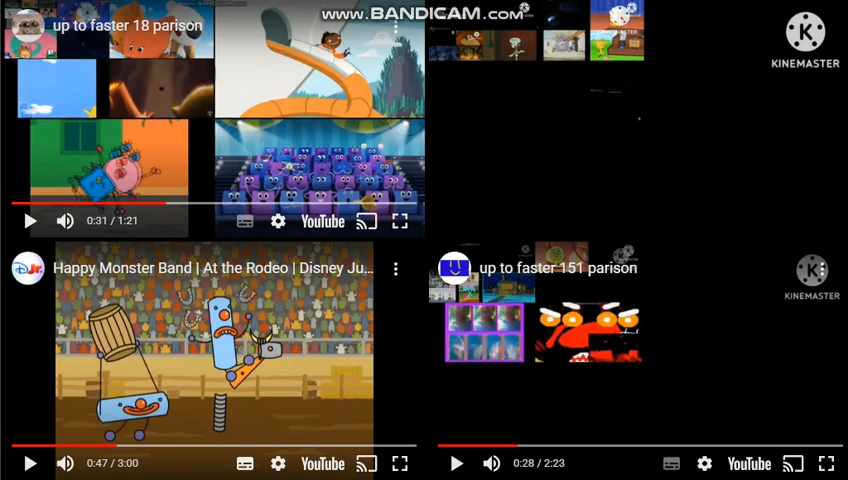 www.BANDICAM.com
up to faster 18 parison
KINEMASTER
0:31 / 1:21
YouTube
DJr.
Happy Monster Band | At the Rodeo | Disney Ju...
up to faster 151 parison
KINEMASTER
0:47 / 3:00
YouTube
0:28 / 2:23
YouTube